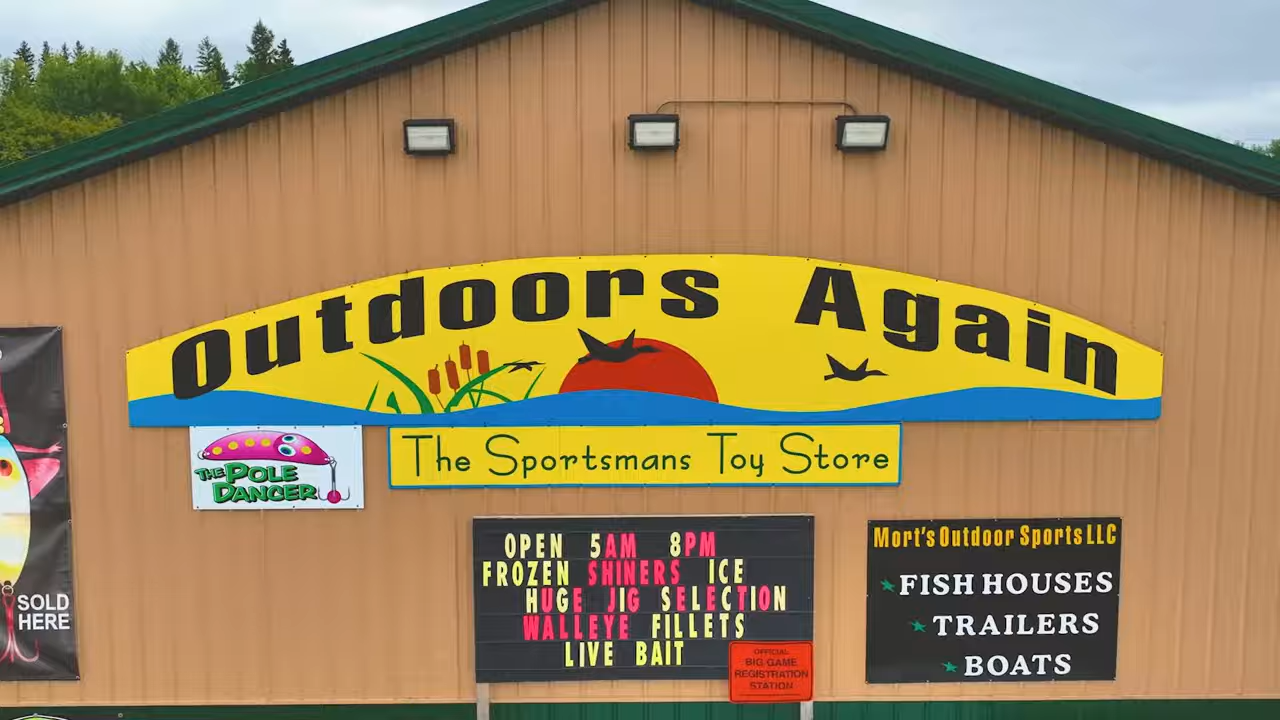 Outdoors Again
THE POLE
DANCER
The Sportsmans Toy Store
OPEN 5AM 8PM
FROZEN SHINERS ICE
HUGE JIG SELECTION
WALLEYE FILLETS
LIVE BAIT
OFFICIAL
BIG GAME
REGISTRATION
STATION
Mort's Outdoor Sports LLC
FISH HOUSES
TRAILERS
BOATS
SOLD
HERE